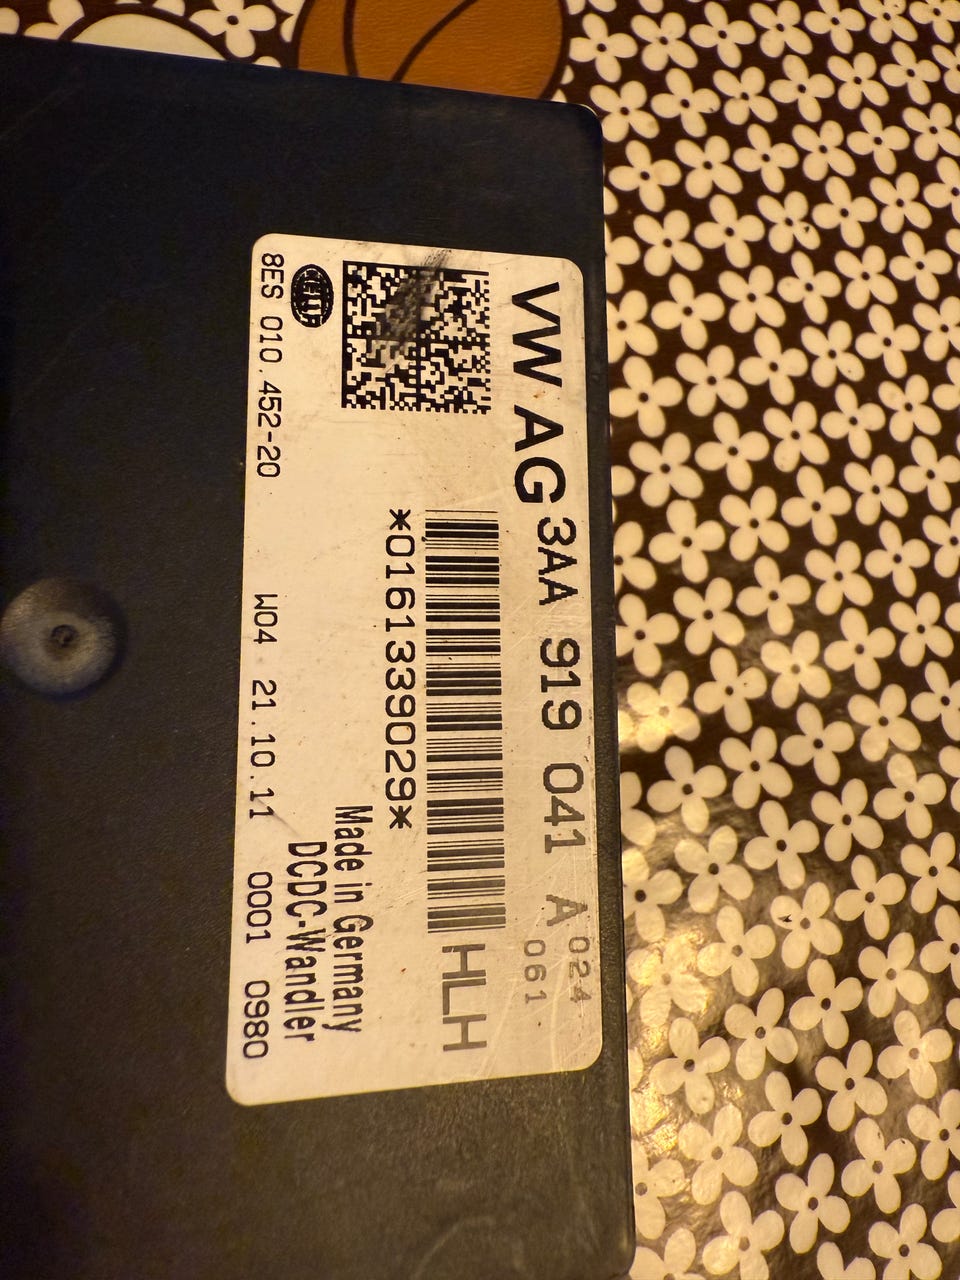 VW AG 3AA 919 041 A 024
061
HLH
*0161339029*
HELLA
Made in Germany
DCDC-Wandler
8ES 010.452-20 W04 21.10.11 0001 0980